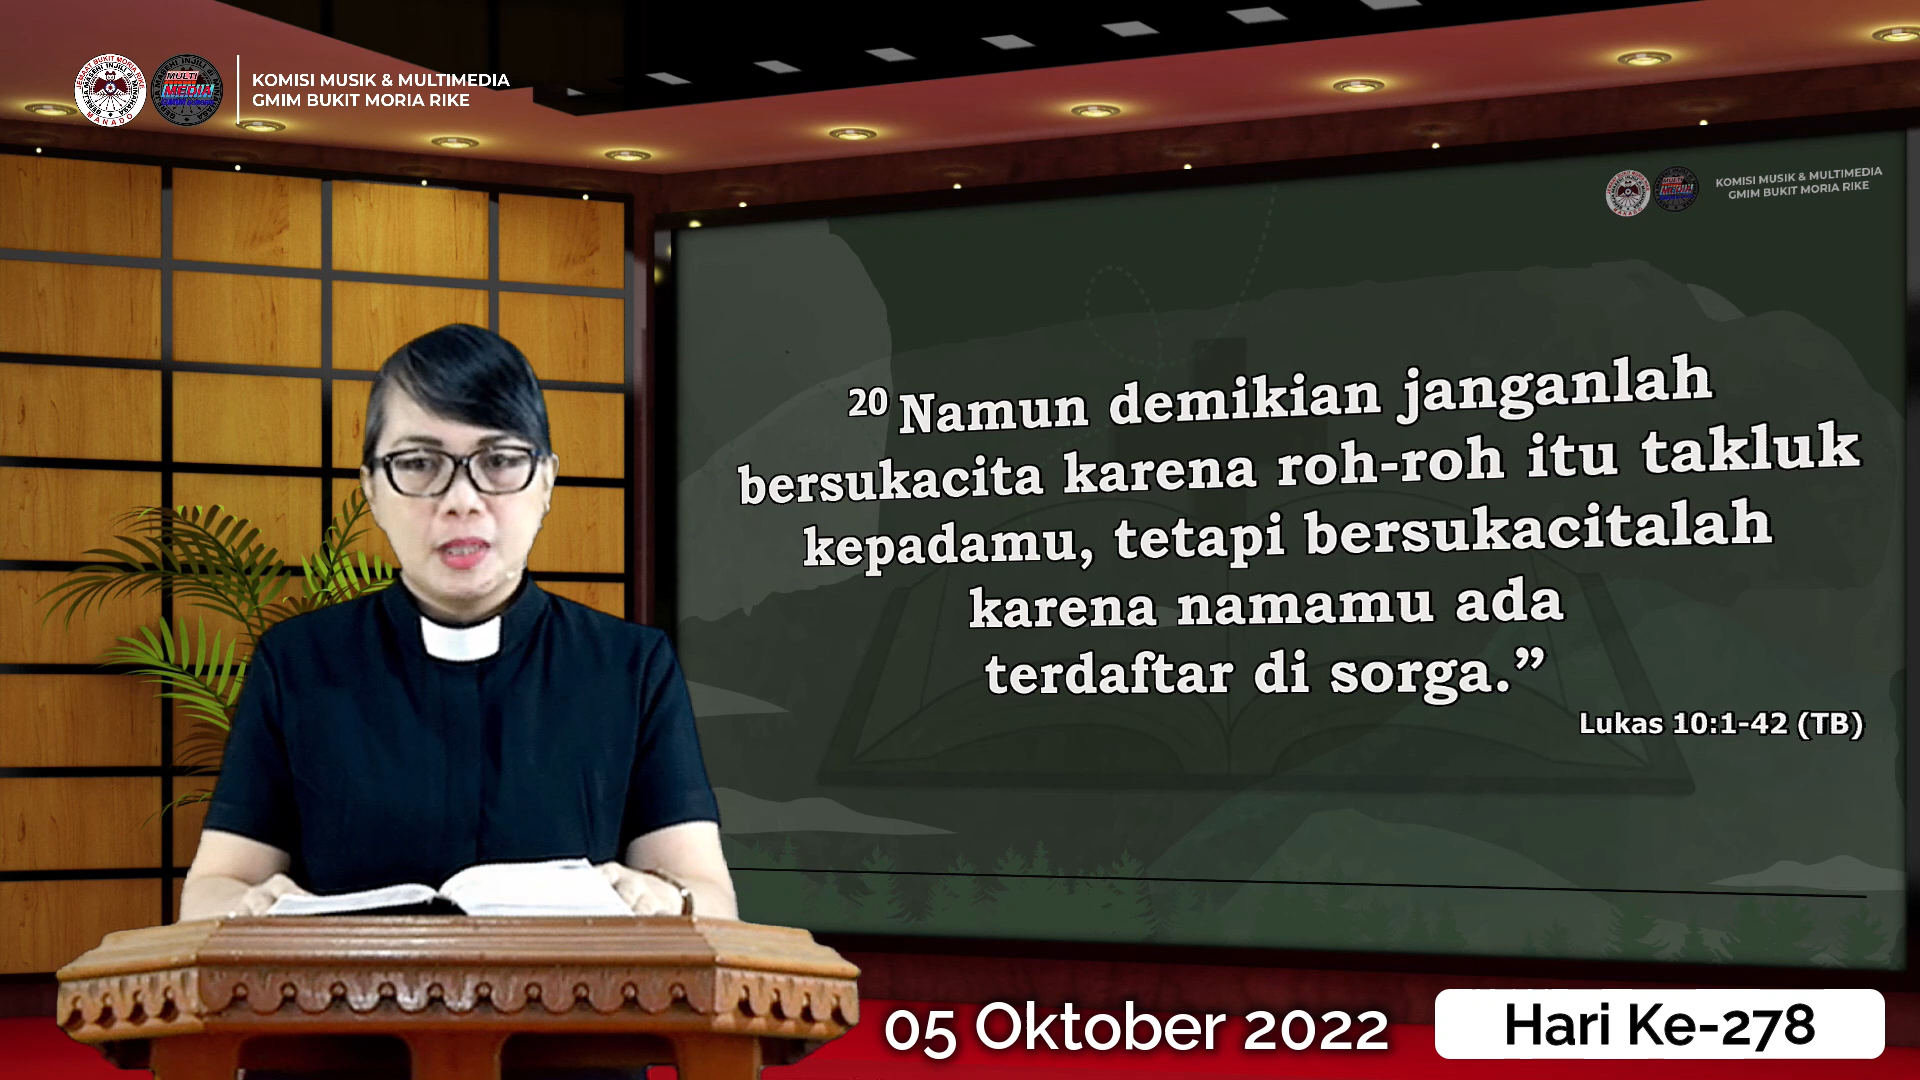 KOMISI MUSIK & MULTIMEDIA
GMIM BUKIT MORIA RIKE
MULTI
MEDIA
KOMISI MUSIK & MULTIMEDIA
GMIM BUKIT MORIA RIKE
20 Namun demikian janganlah
bersukacita karena roh-roh itu takluk
kepadamu, tetapi bersukacitalah
karena namamu ada
terdaftar di sorga.”
Lukas 10:1-42 (TB)
05 Oktober 2022
Hari Ke-278